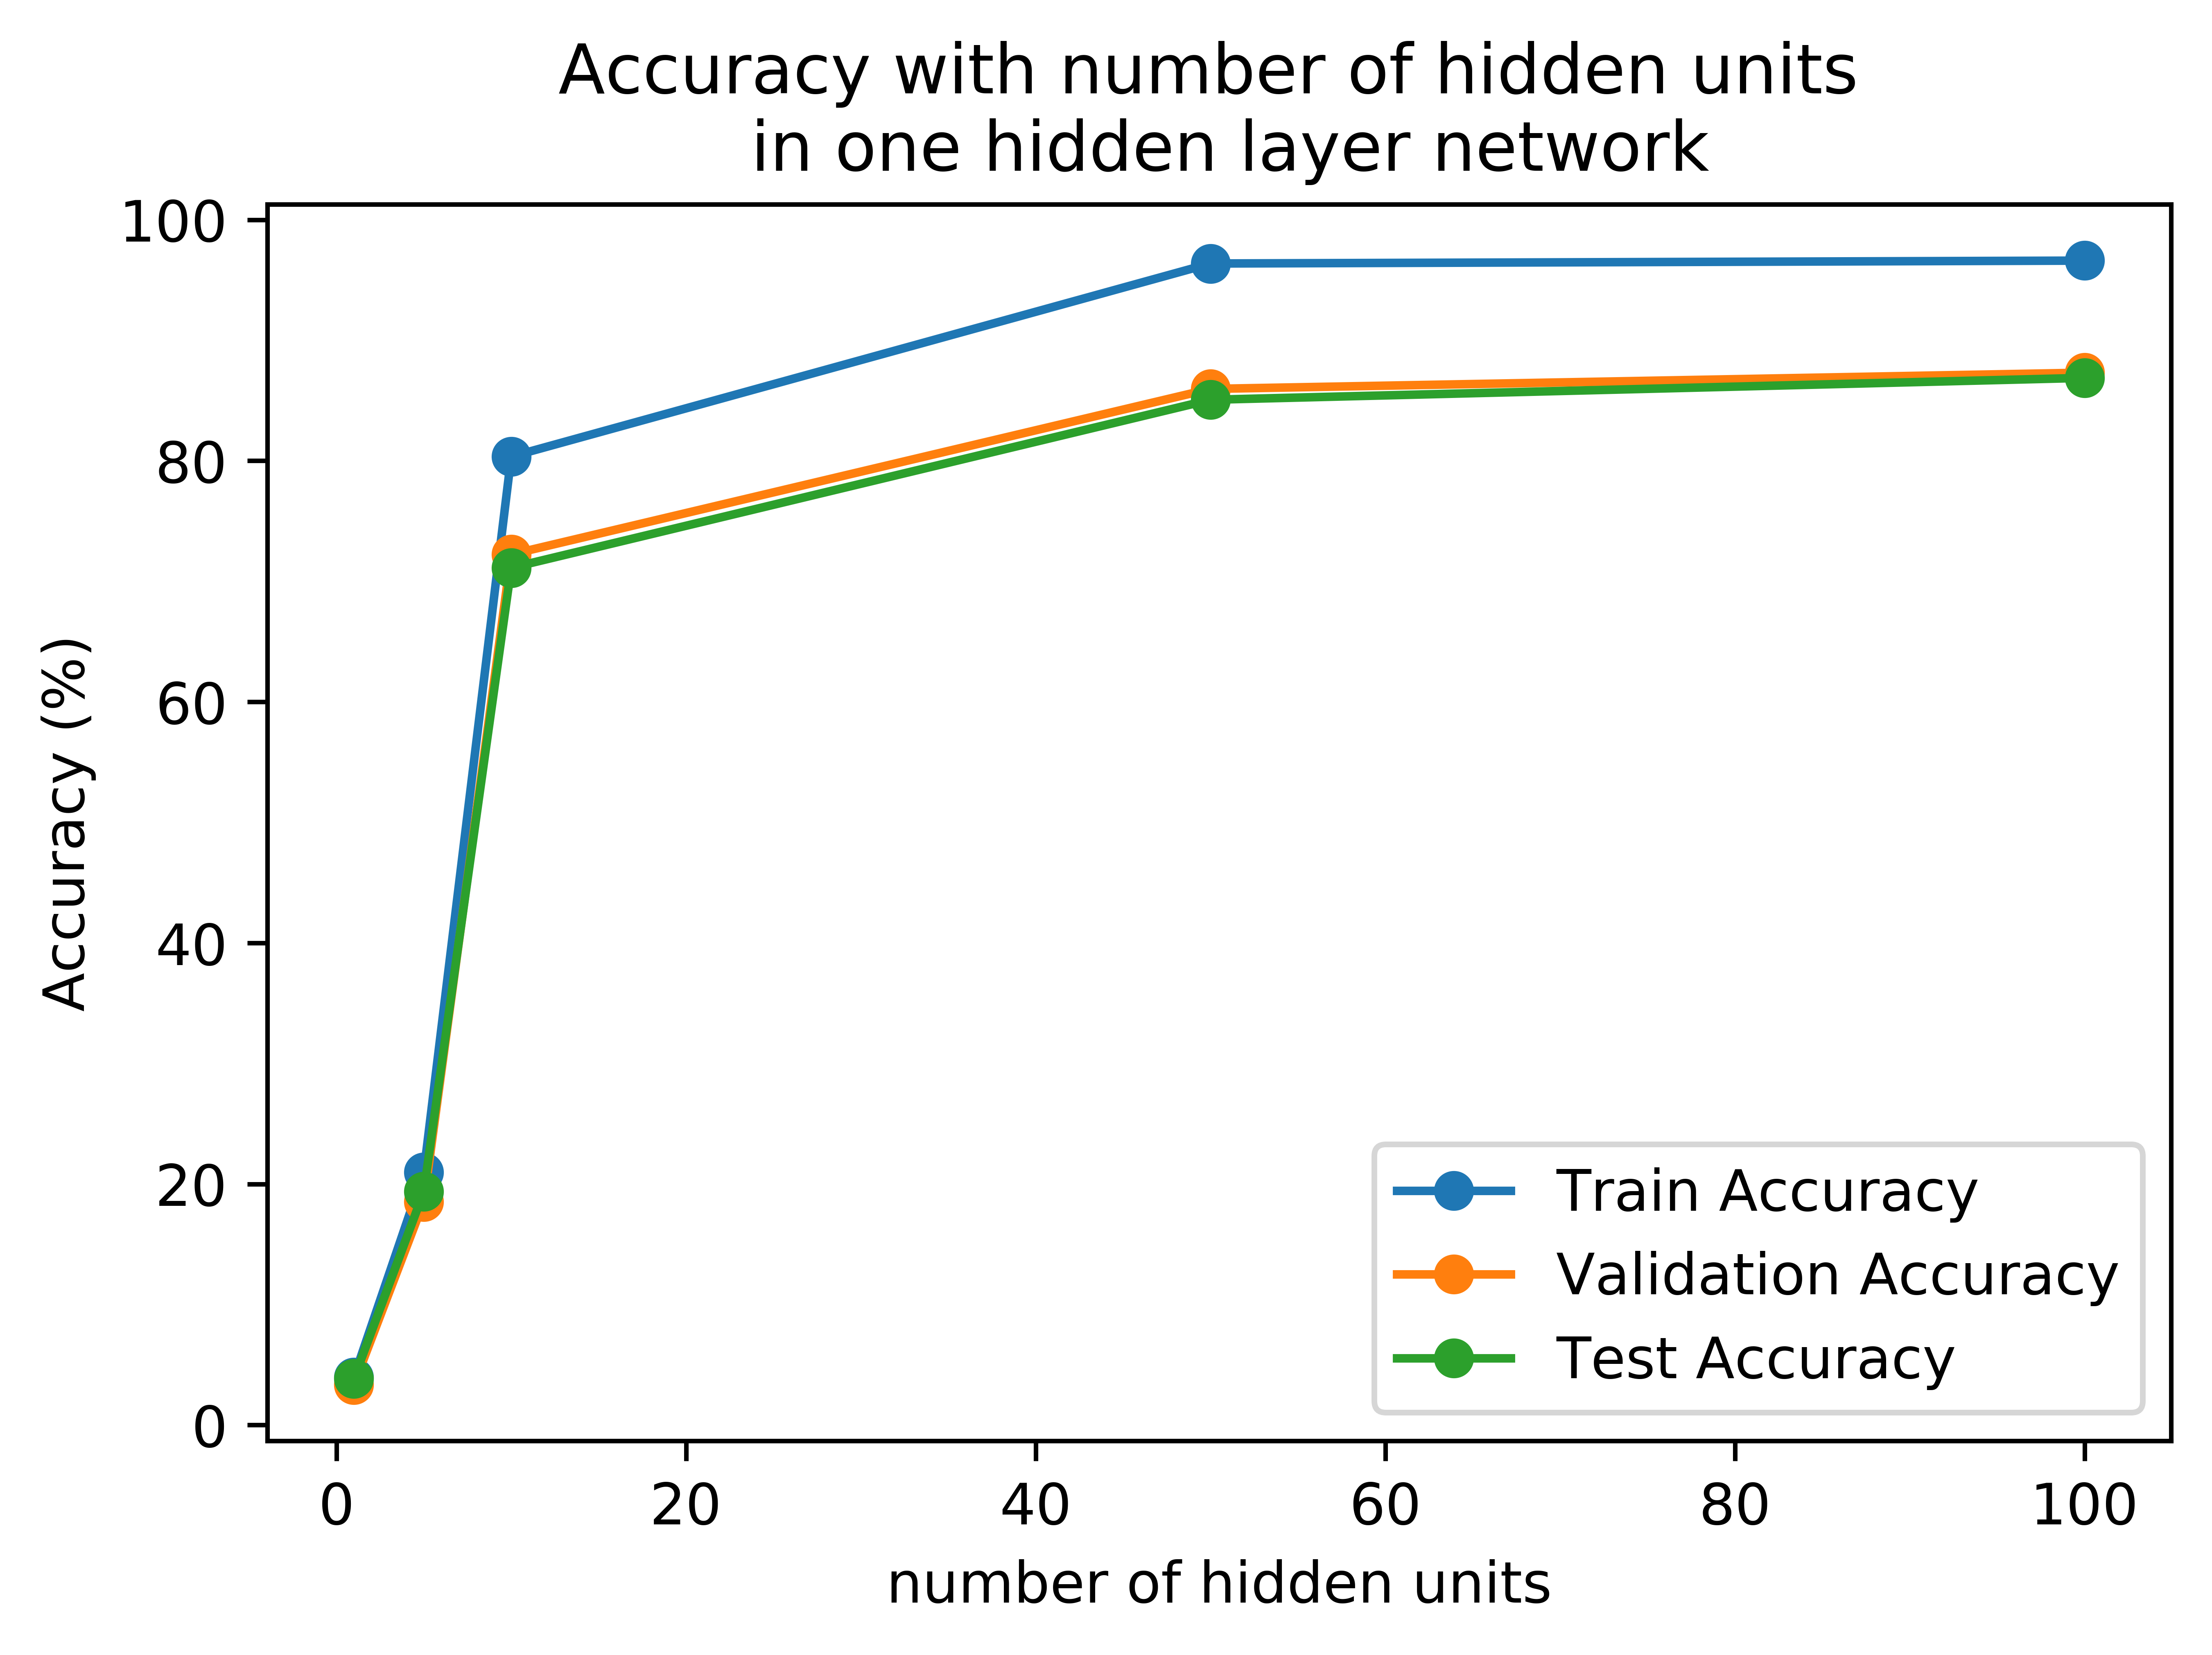 Accuracy with number of hidden units
in one hidden layer network
100
80
60
40
20
0
Accuracy (%)
Train Accuracy
Validation Accuracy
Test Accuracy
0 20 40 60 80 100
number of hidden units